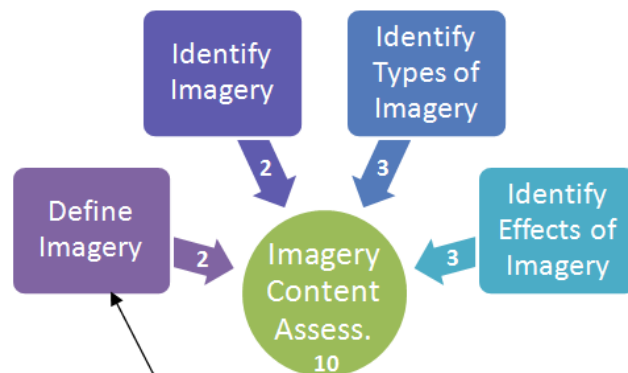 Identify
Imagery
Identify
Types of
Imagery
2
3
Define
Imagery
2
Identify
Effects of
Imagery
3
Imagery
Content
Assess.
10